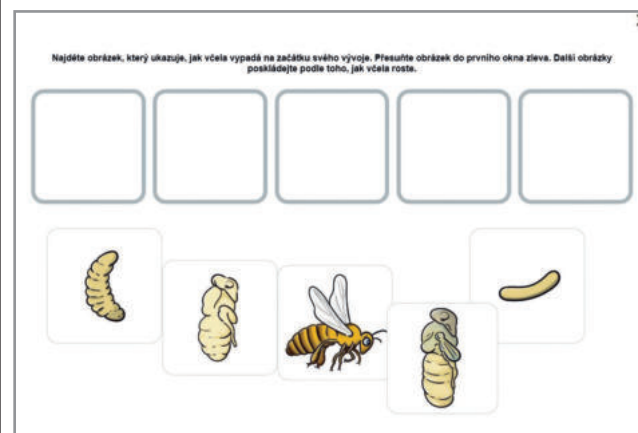 Najděte obrázek, který ukazuje, jak včela vypadá na začátku svého vývoje. Přesuňte obrázek do prvního okna zleva. Další obrázky
poskládejte podle toho, jak včela roste.